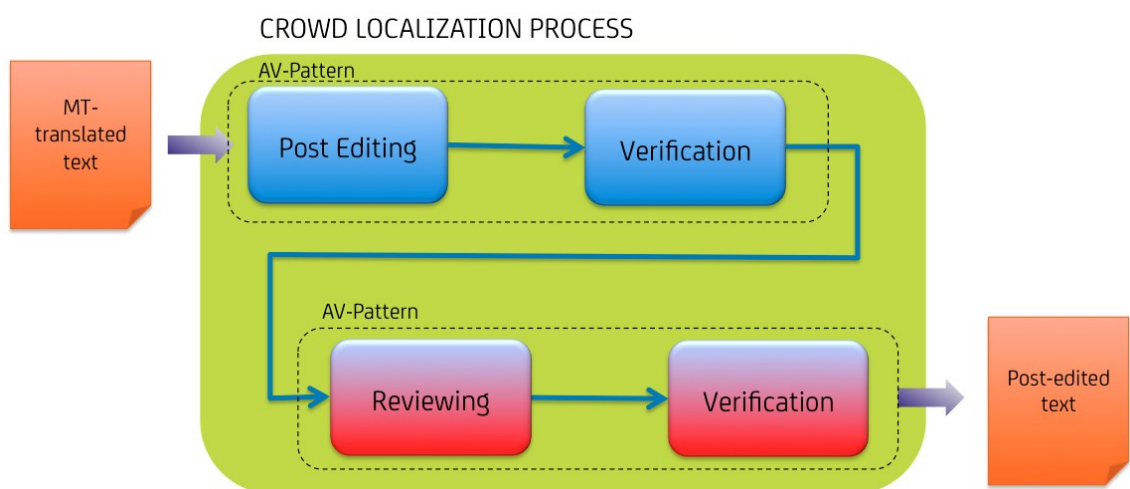 CROWD LOCALIZATION PROCESS
AV-Pattern
MT-
translated
text
Post Editing
Verification
AV-Pattern
Reviewing
Verification
Post-edited
text